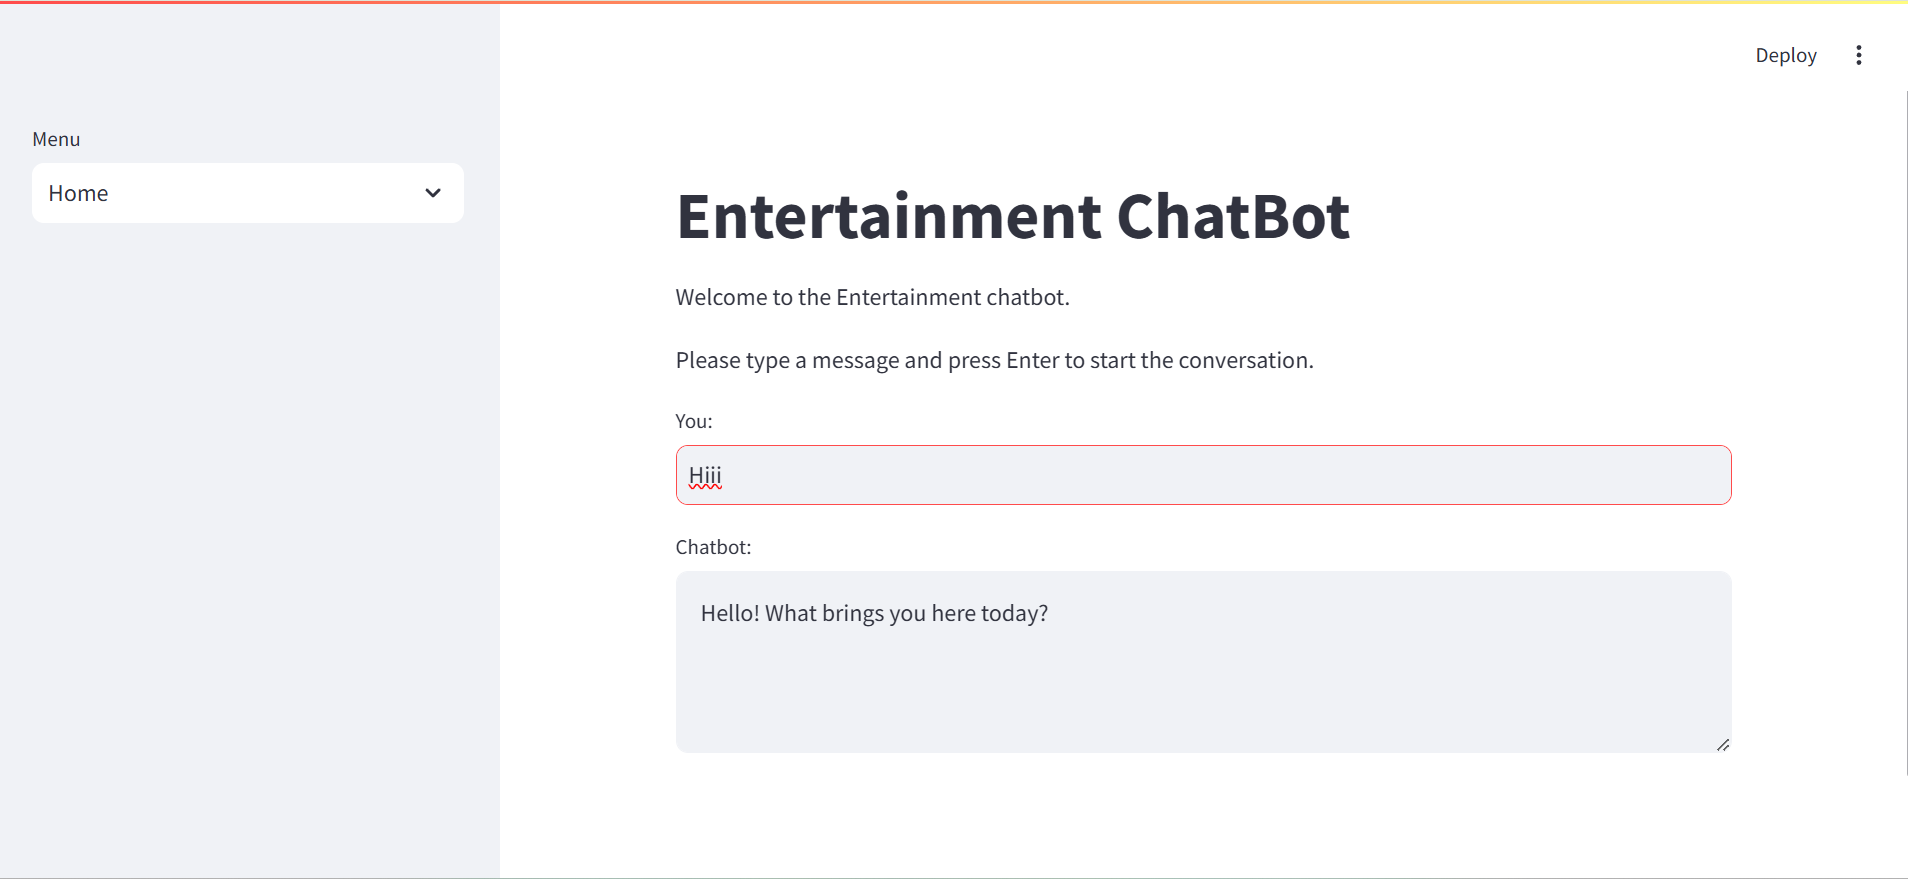 Deploy
Menu
Home
Entertainment ChatBot
Welcome to the Entertainment chatbot.
Please type a message and press Enter to start the conversation.
You:
Hiii
Chatbot:
Hello! What brings you here today?